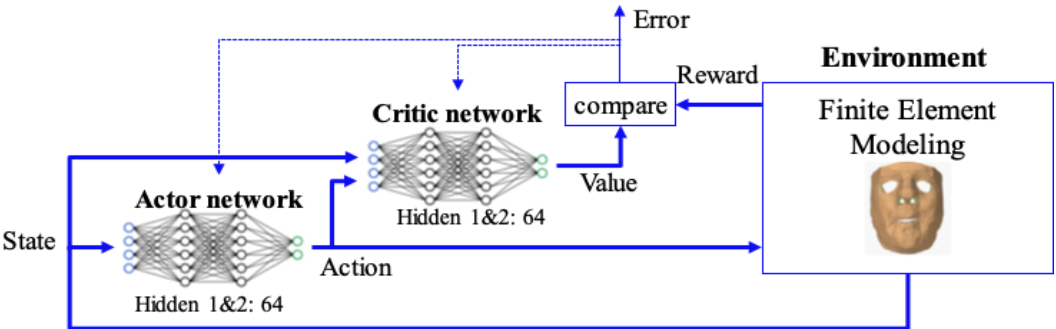 Error
Environment
Reward
Critic network
compare
Finite Element
Modeling
Value
Actor network
Hidden 1&2: 64
State
Action
Hidden 1&2: 64